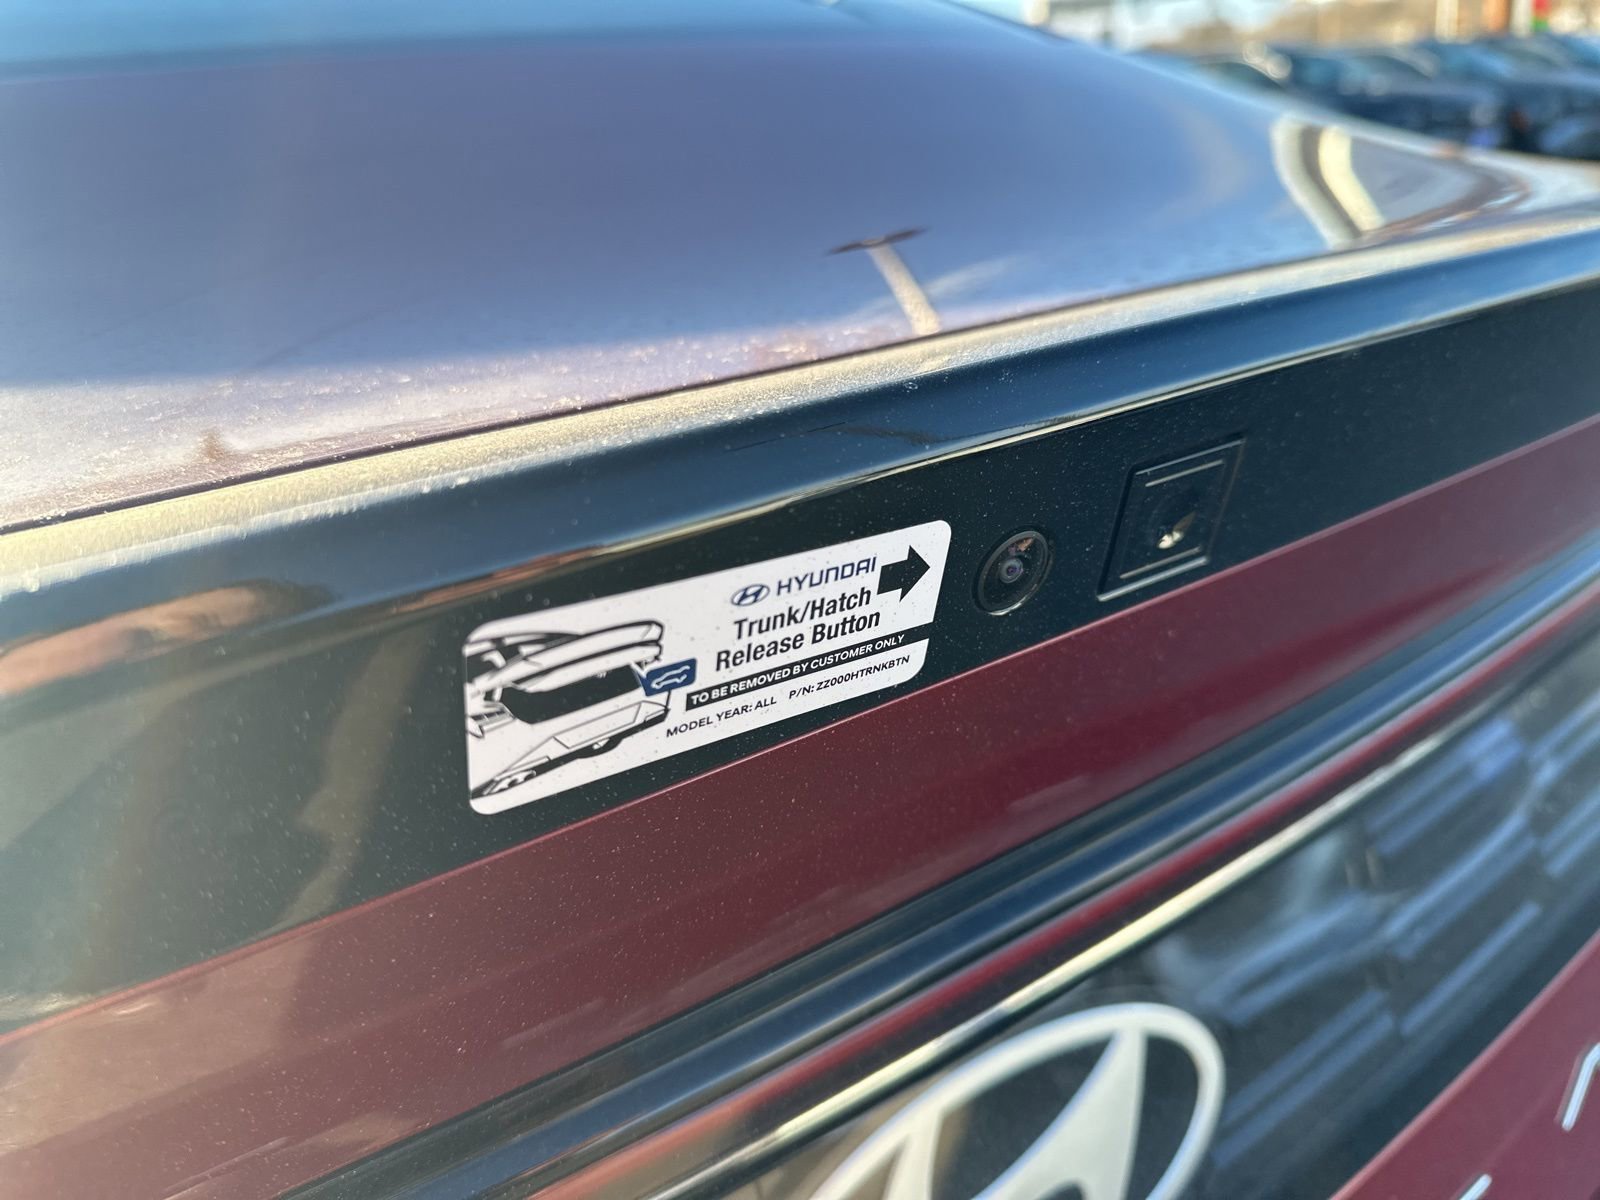 HYUNDAI
Trunk/Hatch
Release Button
TO BE REMOVED BY CUSTOMER ONLY
MODEL YEAR: ALL P/N: ZZ000HTRNKBTN